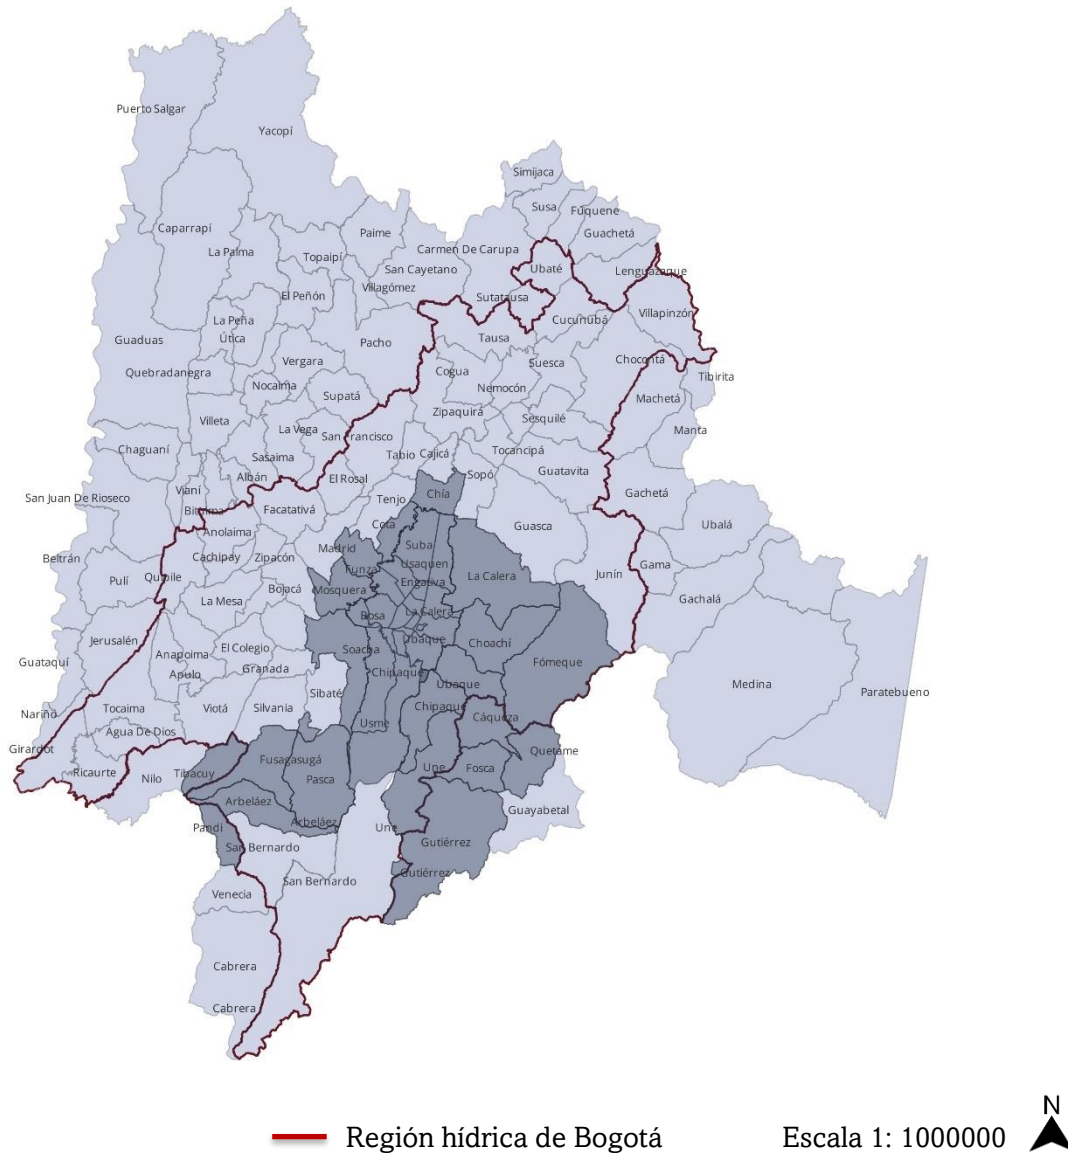 Puerto Salgar
Yacopí
Simijaca
Susa
Fúquene
Guachetá
Caparrapí
Paime
La Palma
Topaipí
Carmen De Carupa
San Cayetano
Ubaté
Lenguazaque
Villagómez
El Peñón
Sutatausa
La Peña
Útica
Cucunubá
Villapinzón
Guaduas
Pacho
Tausa
Quebradanegra
Vergara
Suesca
Chocontá
Cogua
Tibirita
Nocaima
Nemocón
Supatá
Machetá
Villeta
Zipaquirá
Sesquilé
La Vega
San Francisco
Manta
Chaguaní
Sasaima
Tabio
Cajicá
Tocancipá
Albán
El Rosal
Sopó
Guatavita
San Juan De Rioseco
Vianí
Tenjo
Chía
Gachetá
Bituima
Facatativá
Cota
Guasca
Ubalá
Anolaima
Suba
Beltrán
Cachipay
Zipacón
Madrid
Usaquen
Gama
Pulí
Quipile
Funza
Engativa
La Calera
Junín
Bojacá
Mosquera
La Mesa
Gachalá
Bosa
La Calera
Jerusalén
El Colegio
Ubaque
Choachí
Anapoima
Soacha
Guataquí
Apulo
Granada
Chipaque
Fómeque
Medina
Ubaque
Sibaté
Paratebueno
Nariño
Tocaima
Viotá
Silvania
Chipaque
Cáqueza
Agua De Dios
Usme
Girardot
Quetame
Ricaurte
Nilo
Tibacuy
Fusagasugá
Une
Fosca
Pasca
Arbeláez
Guayabetal
Pandi
Arbeláez
Une
San Bernardo
Gutiérrez
San Bernardo
Gutiérrez
Venecia
Cabrera
Cabrera
Región hídrica de Bogotá
Escala 1: 1000000
N